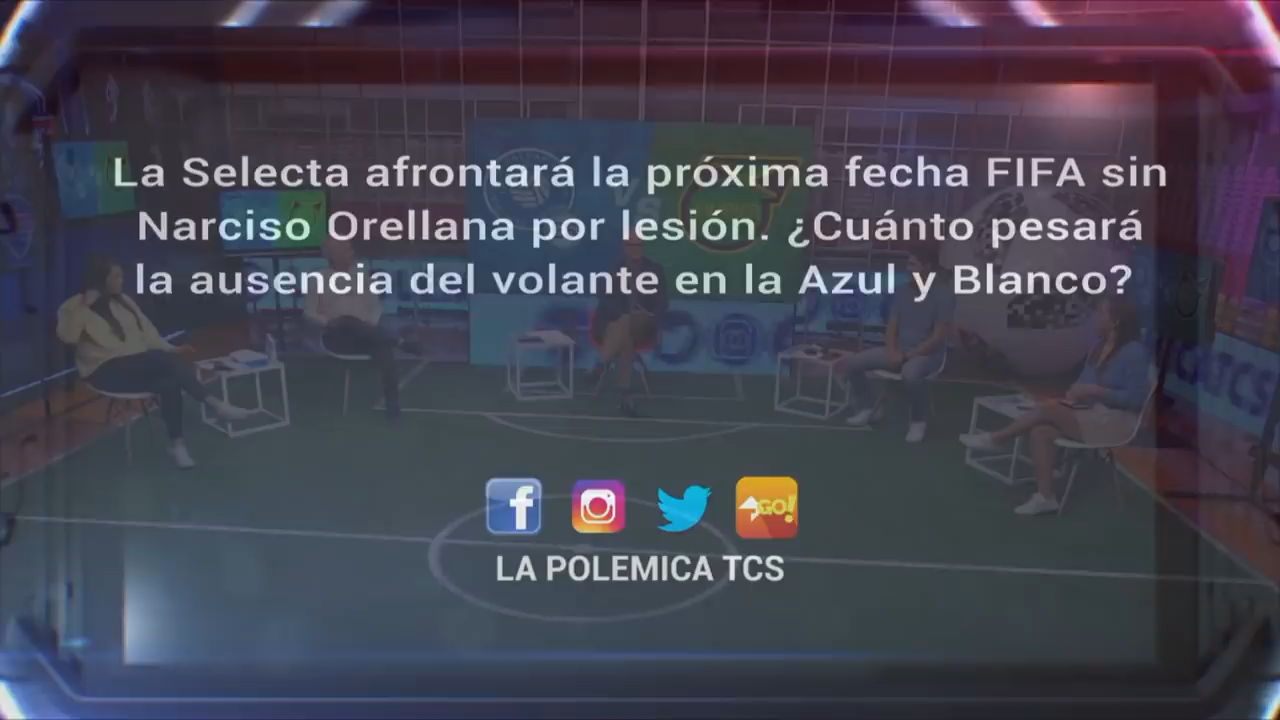 La Selecta afrontará la próxima fecha FIFA sin
Narciso Orellana por lesión. ¿Cuánto pesará
la ausencia del volante en la Azul y Blanco?
GO!
LA POLEMICA TCS